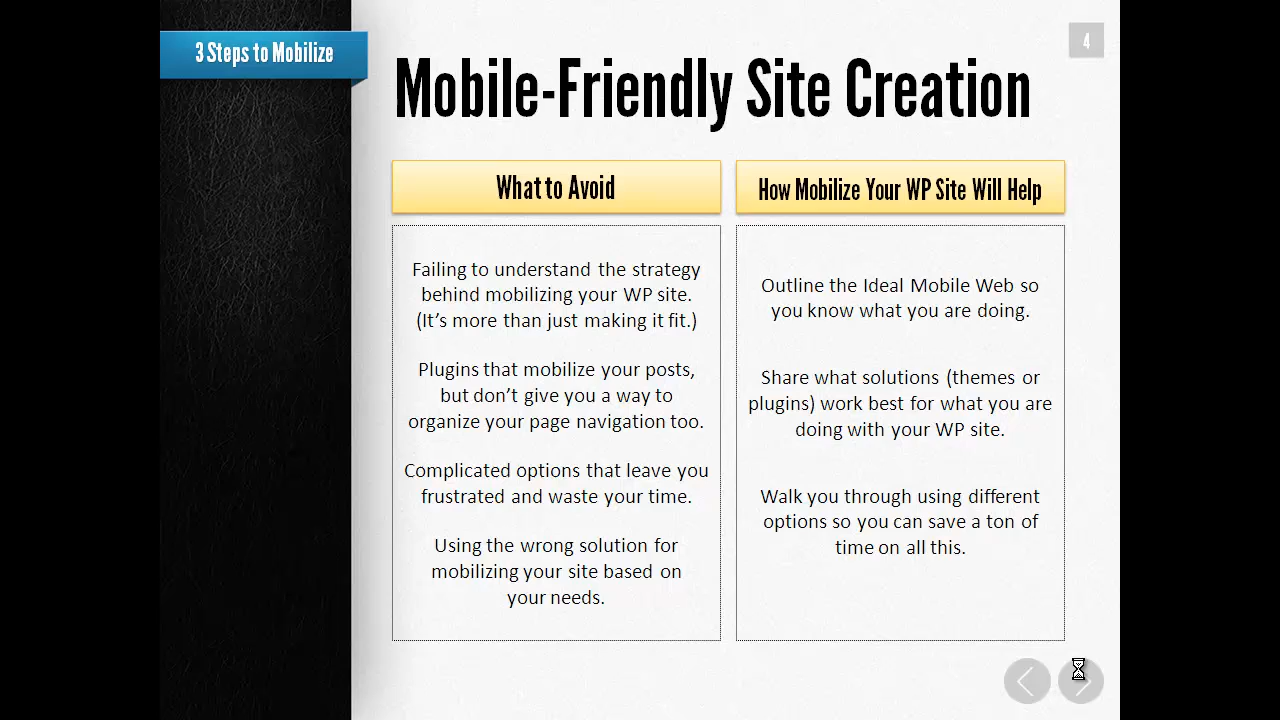 3 Steps to Mobilize
4
Mobile-Friendly Site Creation
What to Avoid
Failing to understand the strategy
behind mobilizing your WP site.
(It’s more than just making it fit.)
Plugins that mobilize your posts,
but don’t give you a way to
organize your page navigation too.
Complicated options that leave you
frustrated and waste your time.
Using the wrong solution for
mobilizing your site based on
your needs.
How Mobilize Your WP Site Will Help
Outline the Ideal Mobile Web so
you know what you are doing.
Share what solutions (themes or
plugins) work best for what you are
doing with your WP site.
Walk you through using different
options so you can save a ton of
time on all this.